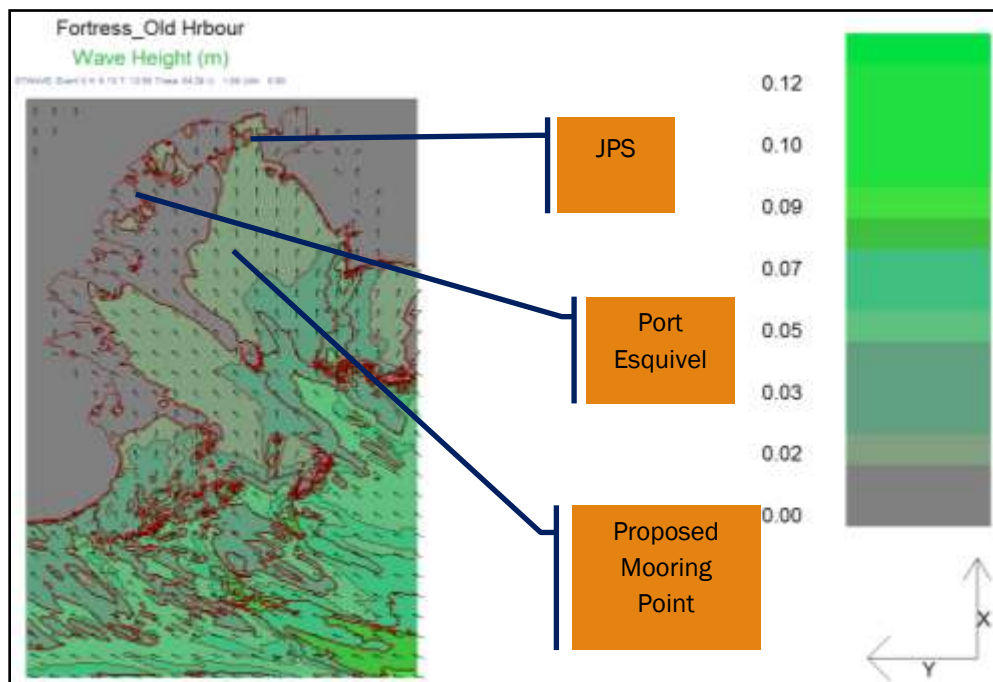 Fortress_Old Hrbour
Wave Height (m)
JPS
Port
Esquivel
Proposed
Mooring
Point
0.12
0.10
0.09
0.07
0.05
0.03
0.02
0.00
X
Y